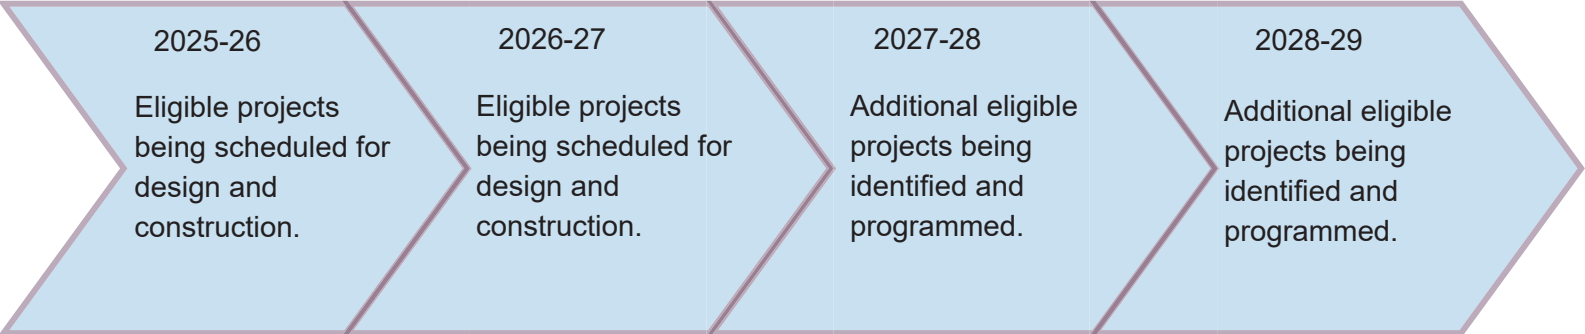 2025-26
Eligible projects
being scheduled for
design and
construction.
2026-27
Eligible projects
being scheduled for
design and
construction.
2027-28
Additional eligible
projects being
identified and
programmed.
2028-29
Additional eligible
projects being
identified and
programmed.